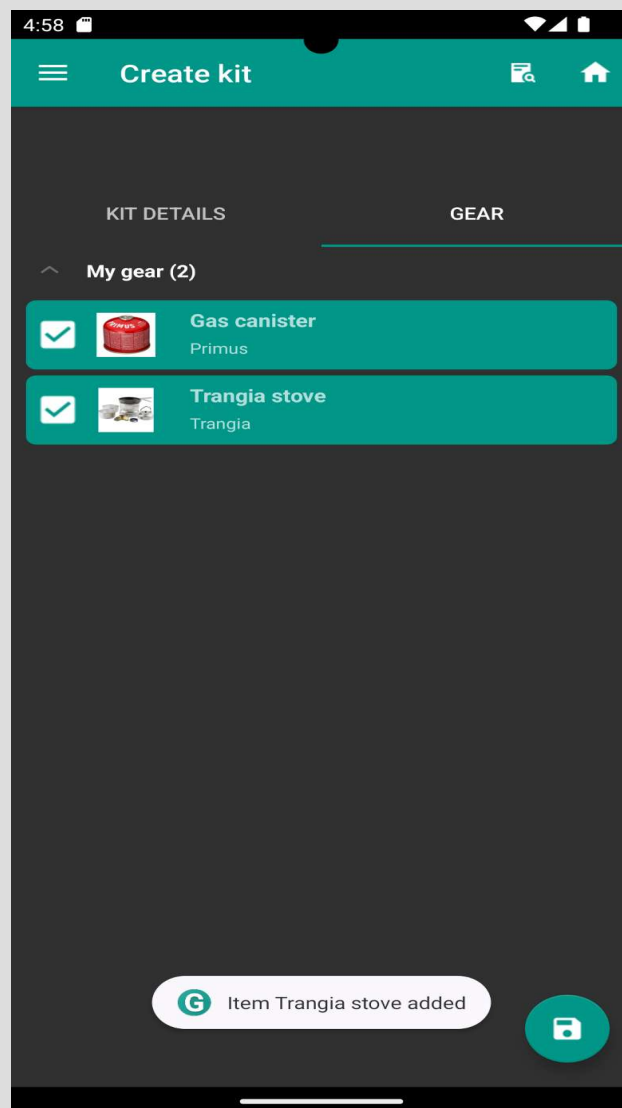 4:58
Create kit
KIT DETAILS
GEAR
My gear (2)
PRIMUS
Gas canister
Primus
Trangia stove
Trangia
G
Item Trangia stove added